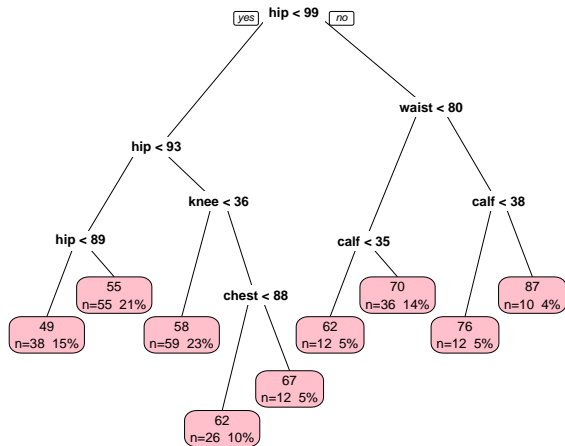 hip < 99
yes
no
waist < 80
hip < 93
knee < 36
calf < 38
hip < 89
calf < 35
55
n=55 21%
70
n=36 14%
87
n=10 4%
chest < 88
49
n=38 15%
58
n=59 23%
62
n=12 5%
76
n=12 5%
67
n=12 5%
62
n=26 10%